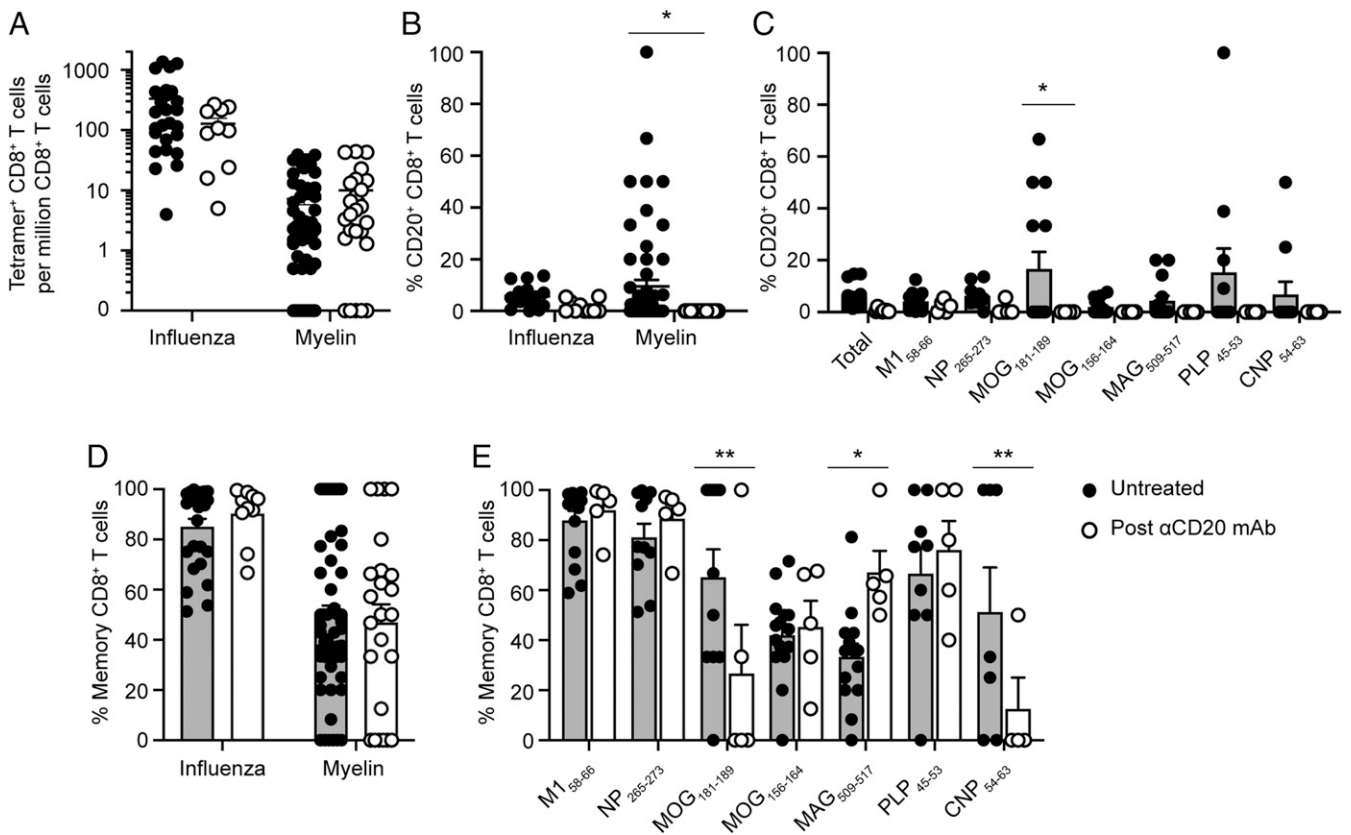 A
Tetramer⁺ CD8⁺ T cells
per million CD8⁺ T cells
1000
100
10
1
0
Influenza
Myelin
B
% CD20⁺ CD8⁺ T cells
100
80
60
40
20
0
*
Influenza
Myelin
C
% CD20⁺ CD8⁺ T cells
100
80
60
40
20
0
*
Total
M1 58-66
NP 265-273
MOG 181-189
MOG 156-164
MAG 509-517
PLP 45-53
CNP 54-63
D
% Memory CD8⁺ T cells
100
80
60
40
20
0
Influenza
Myelin
E
% Memory CD8⁺ T cells
100
80
60
40
20
0
**
*
**
M1 58-66
NP 265-273
MOG 181-189
MOG 156-164
MAG 509-517
PLP 45-53
CNP 54-63
Untreated
Post αCD20 mAb